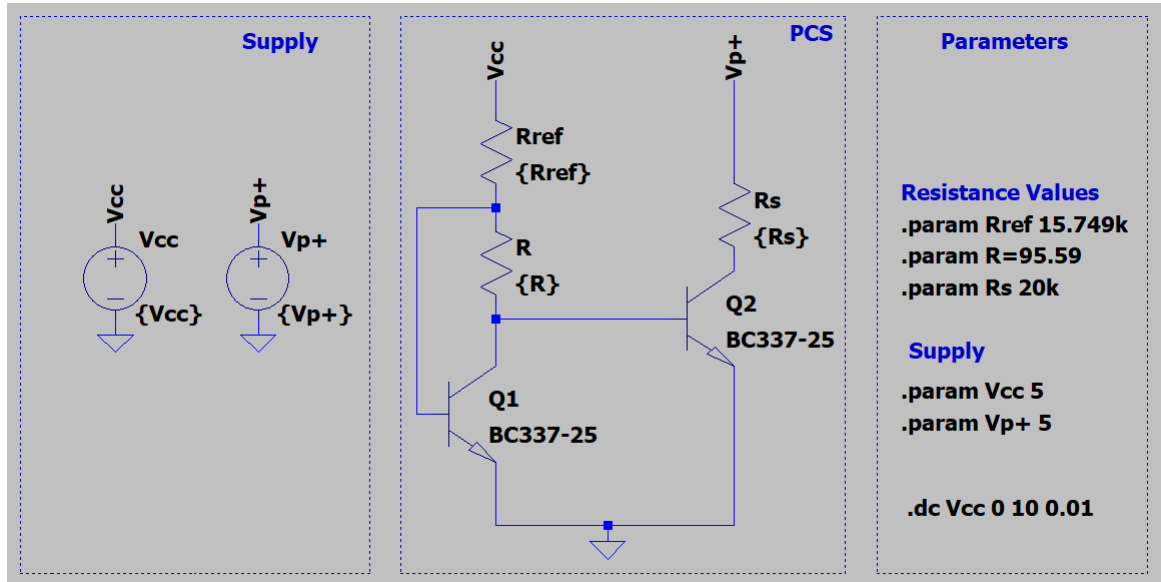 Supply
Vcc
Vcc
{Vcc}
Vp+
Vp+
{Vp+}
PCS
Vcc
Rref
{Rref}
R
{R}
Q1
BC337-25
Vp+
Rs
{Rs}
Q2
BC337-25
Parameters
Resistance Values
.param Rref 15.749k
.param R=95.59
.param Rs 20k
Supply
.param Vcc 5
.param Vp+ 5
.dc Vcc 0 10 0.01